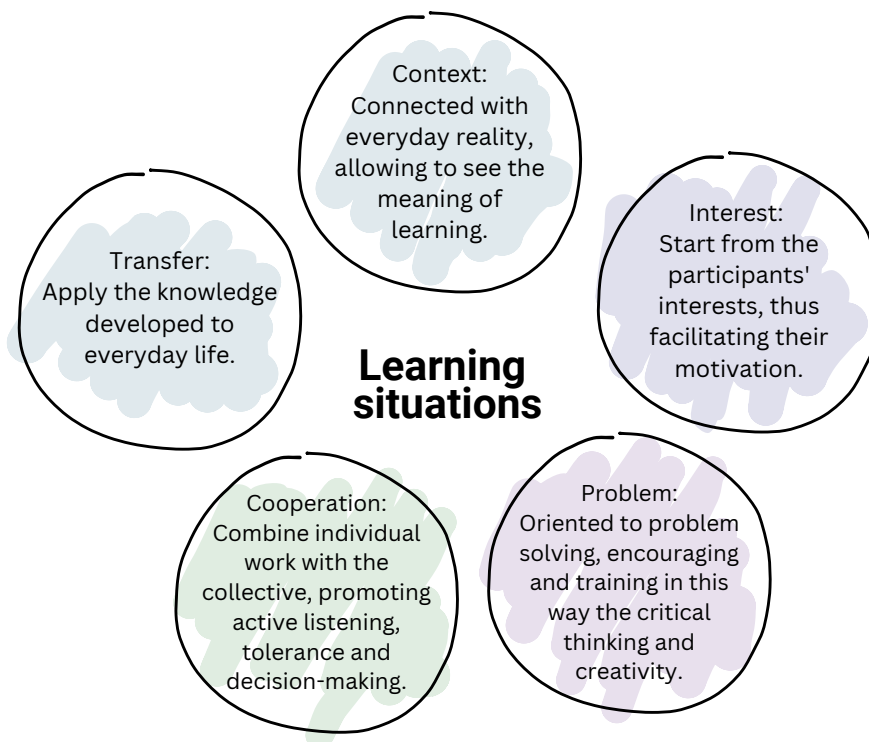 Context:
Connected with
everyday reality,
allowing to see the
meaning of
learning.
Interest:
Start from the
participants'
interests, thus
facilitating their
motivation.
Transfer:
Apply the knowledge
developed to
everyday life.
Learning
situations
Cooperation:
Combine individual
work with the
collective, promoting
active listening,
tolerance and
decision-making.
Problem:
Oriented to problem
solving, encouraging
and training in this
way the critical
thinking and
creativity.